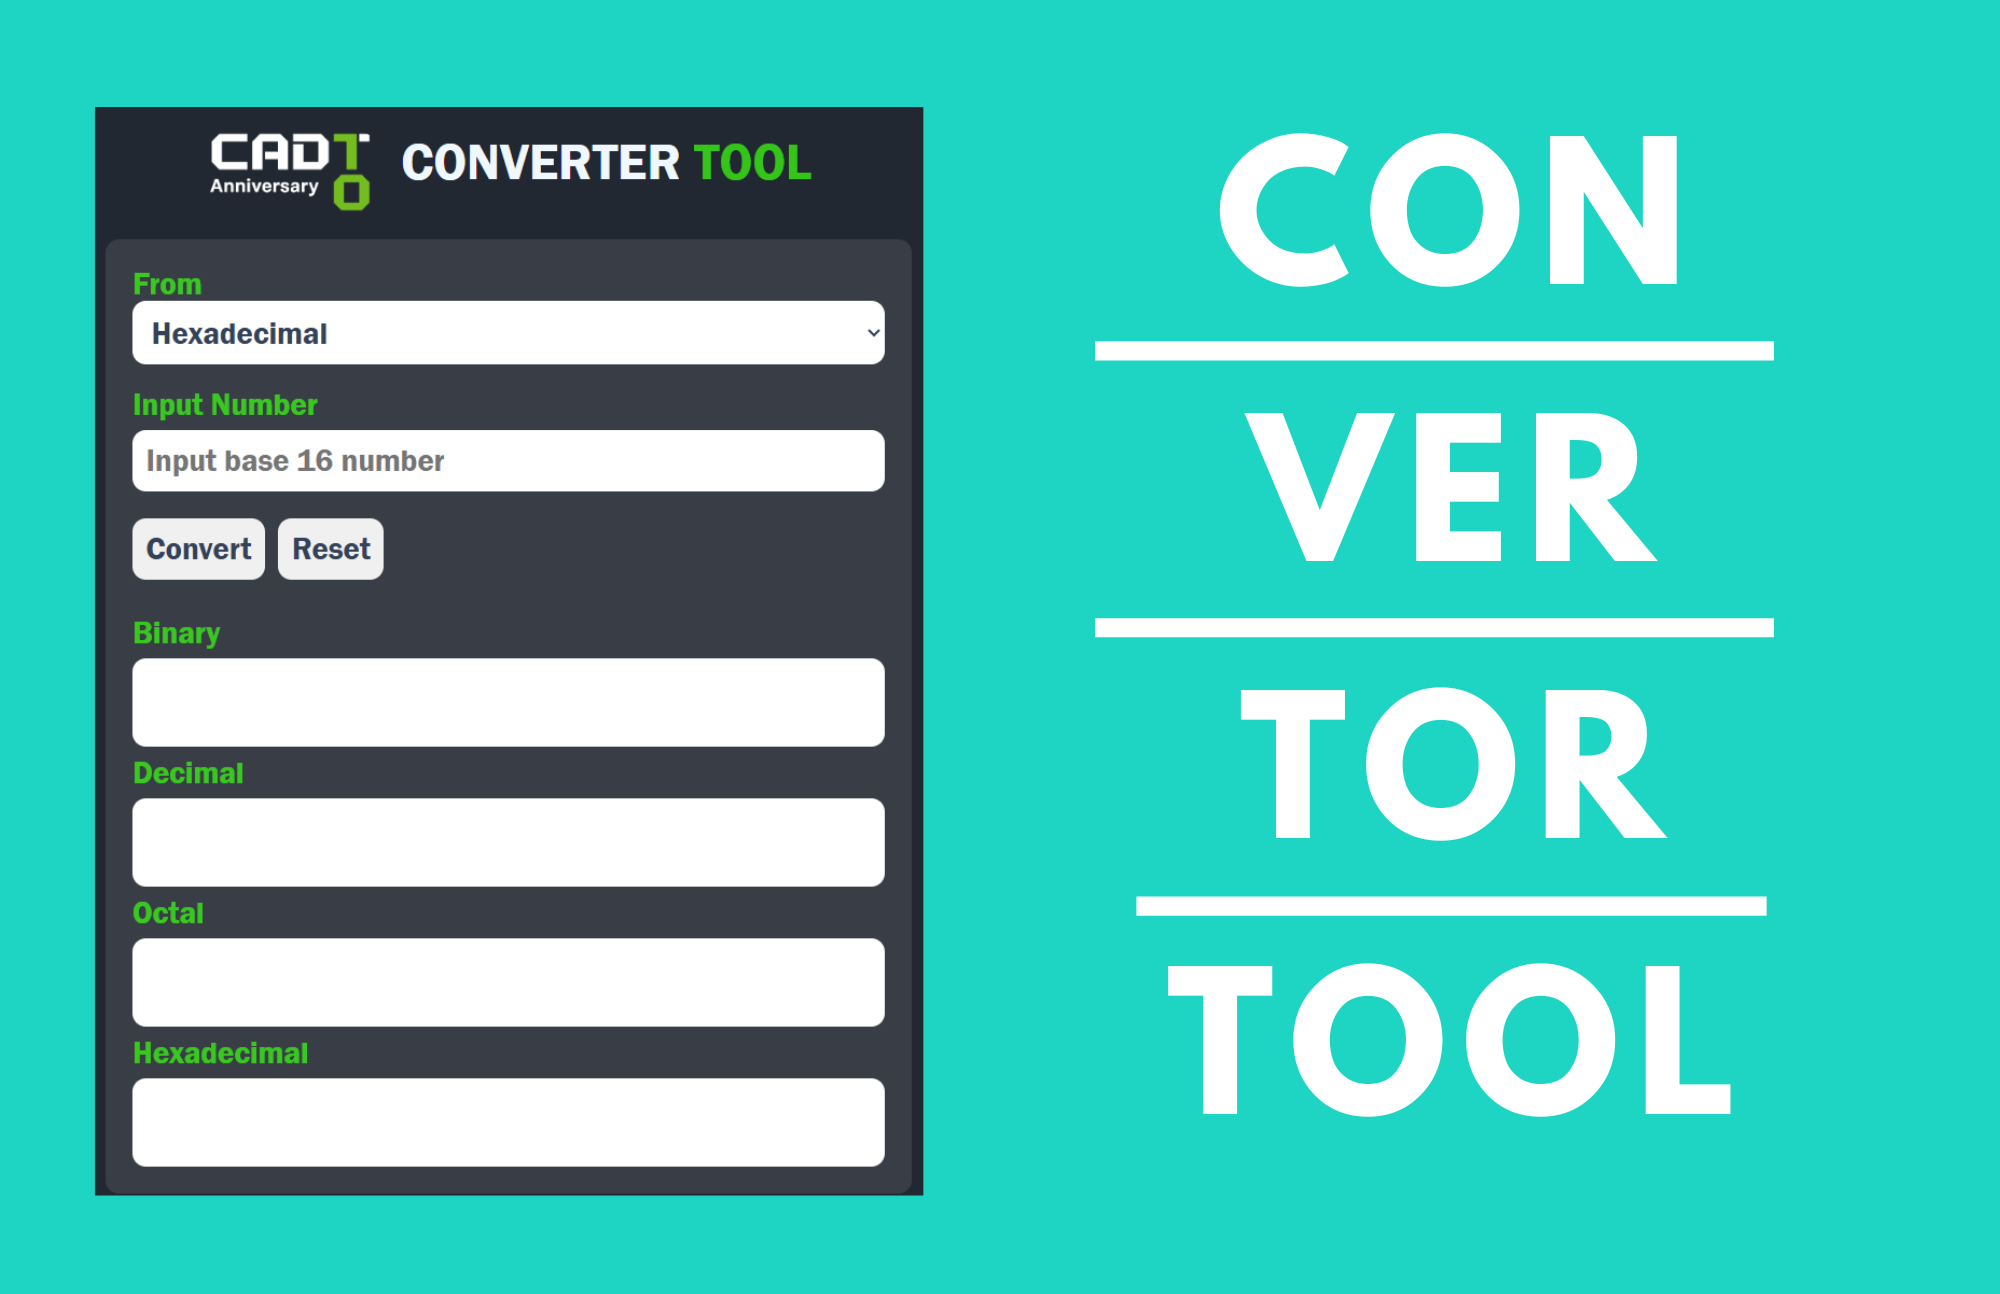 CADT
Anniversary 10
CONVERTER TOOL
From
Hexadecimal
Input Number
Input base 16 number
Convert Reset
Binary
Decimal
Octal
Hexadecimal
CON
VER
TOR
TOOL